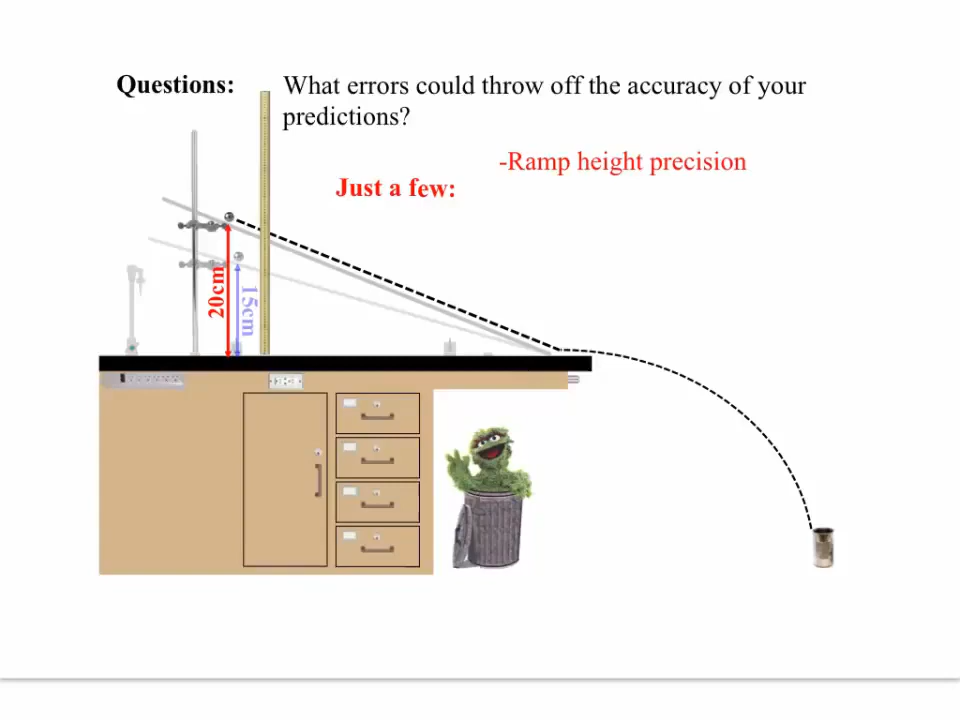 Questions:
What errors could throw off the accuracy of your
predictions?
-Ramp height precision
Just a few:
20cm
15cm